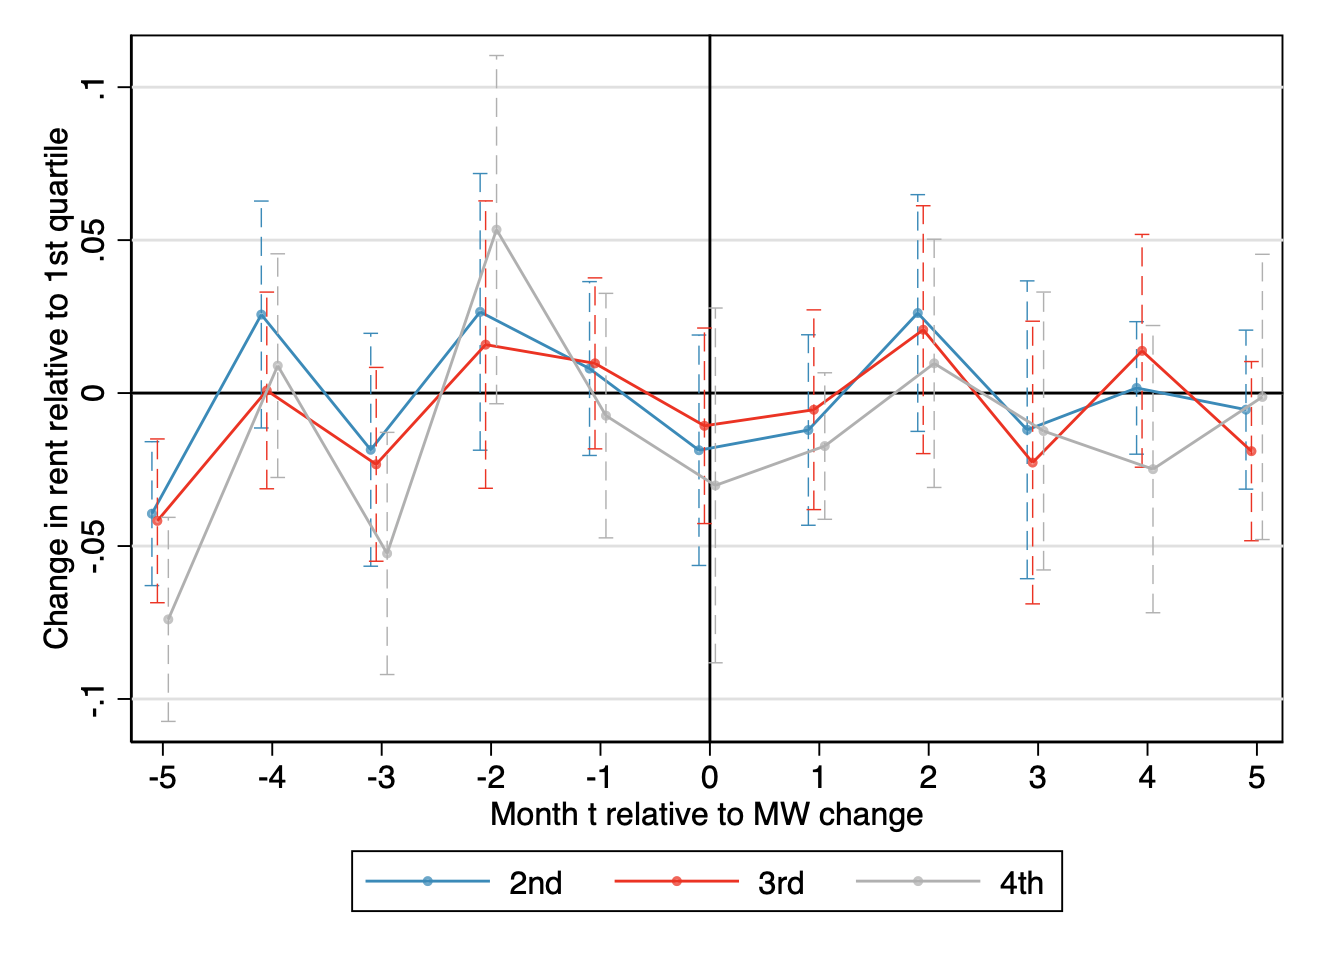 Change in rent relative to 1st quartile
.1
.05
0
-.05
-.1
-5 -4 -3 -2 -1 0 1 2 3 4 5
Month t relative to MW change
2nd 3rd 4th